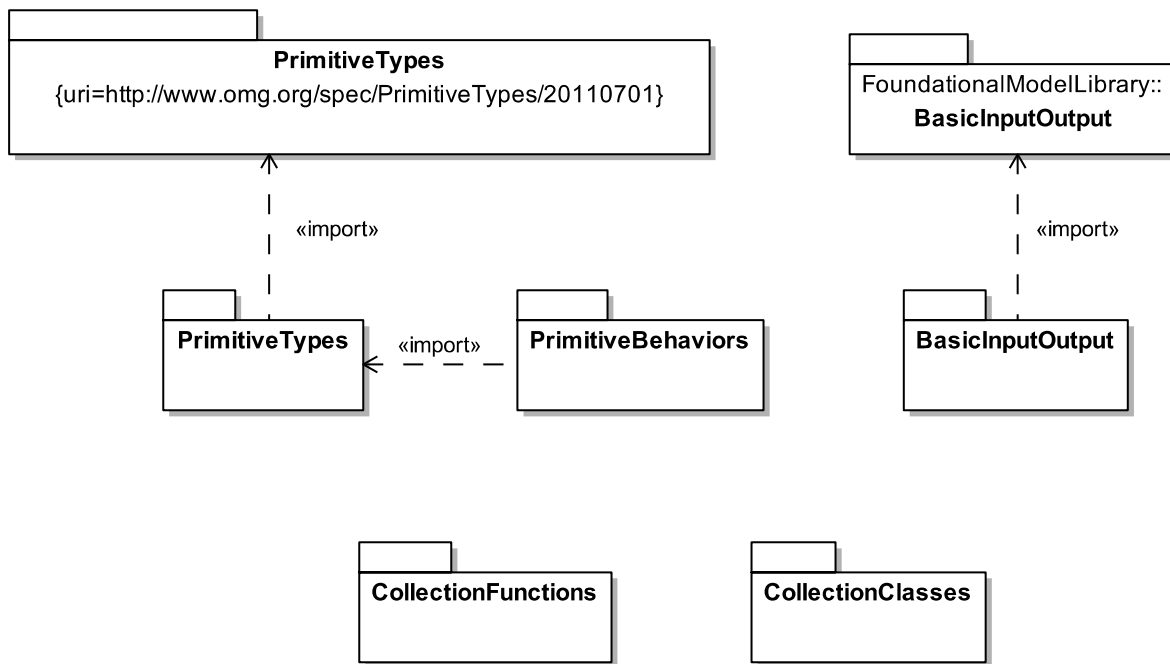 PrimitiveTypes
{uri=http://www.omg.org/spec/PrimitiveTypes/20110701}
FoundationalModelLibrary::
BasicInputOutput
«import»
«import»
PrimitiveTypes
«import»
PrimitiveBehaviors
BasicInputOutput
CollectionFunctions
CollectionClasses